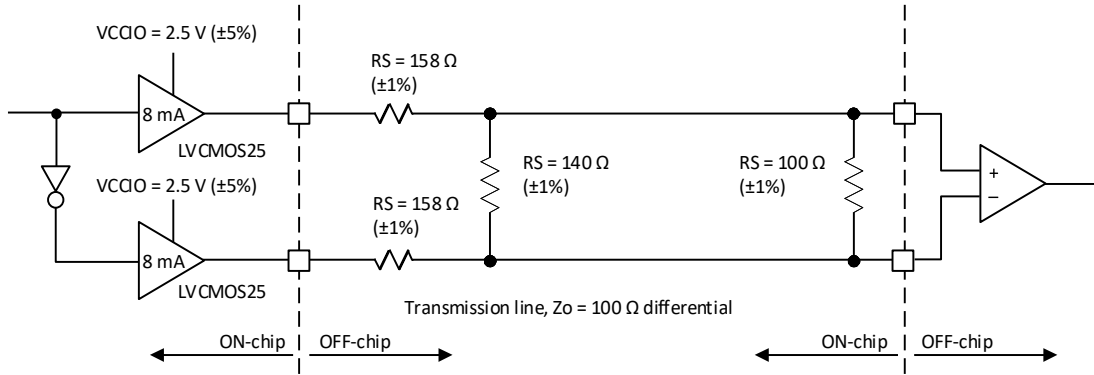 VCCIO = 2.5 V (±5%)
8 mA
LVCMOS25
RS = 158 Ω
(±1%)
VCCIO = 2.5 V (±5%)
8 mA
LVCMOS25
RS = 158 Ω
(±1%)
RS = 140 Ω
(±1%)
RS = 100 Ω
(±1%)
+
−
Transmission line, Zo = 100 Ω differential
ON-chip
OFF-chip
ON-chip
OFF-chip